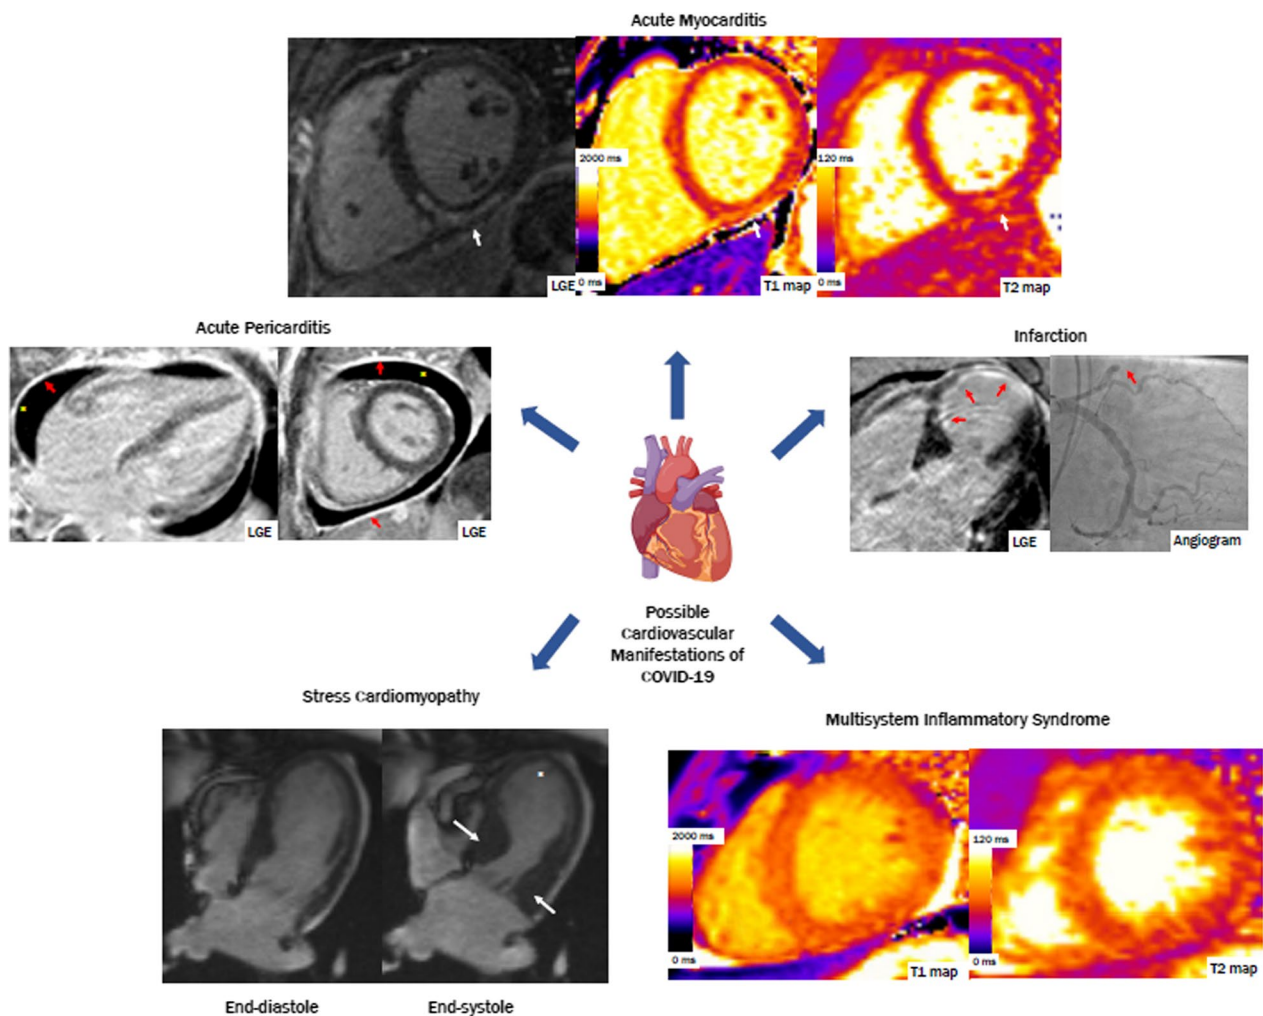 Acute Myocarditis
2000 ms
0 ms
120 ms
0 ms
LGE
T1 map
T2 map
Acute Pericarditis
LGE
LGE
Infarction
LGE
Angiogram
Possible
Cardiovascular
Manifestations of
COVID-19
Stress Cardiomyopathy
End-diastole
End-systole
Multisystem Inflammatory Syndrome
2000 ms
0 ms
120 ms
0 ms
T1 map
T2 map